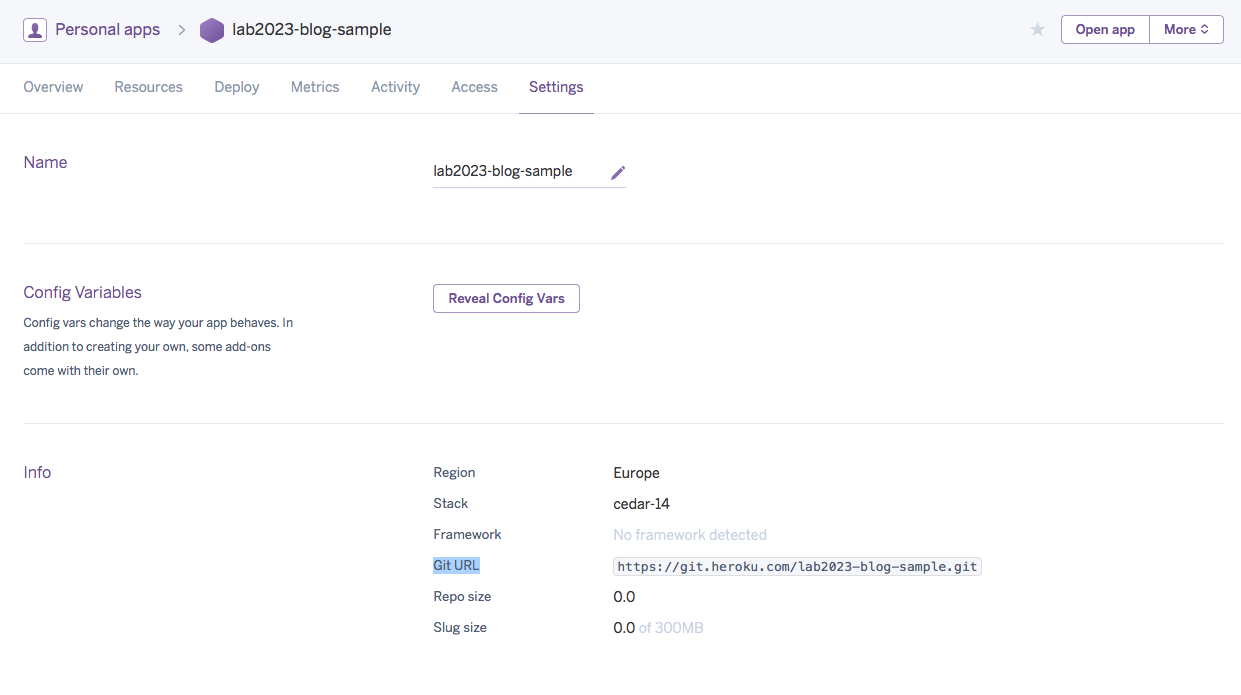 Personal apps > lab2023-blog-sample Open app More
Overview Resources Deploy Metrics Activity Access Settings
Name lab2023-blog-sample
Config Variables Reveal Config Vars
Config vars change the way your app behaves. In
addition to creating your own, some add-ons
come with their own.
Info Region Europe
Stack cedar-14
Framework No framework detected
Git URL https://git.heroku.com/lab2023-blog-sample.git
Repo size 0.0
Slug size 0.0 of 300MB